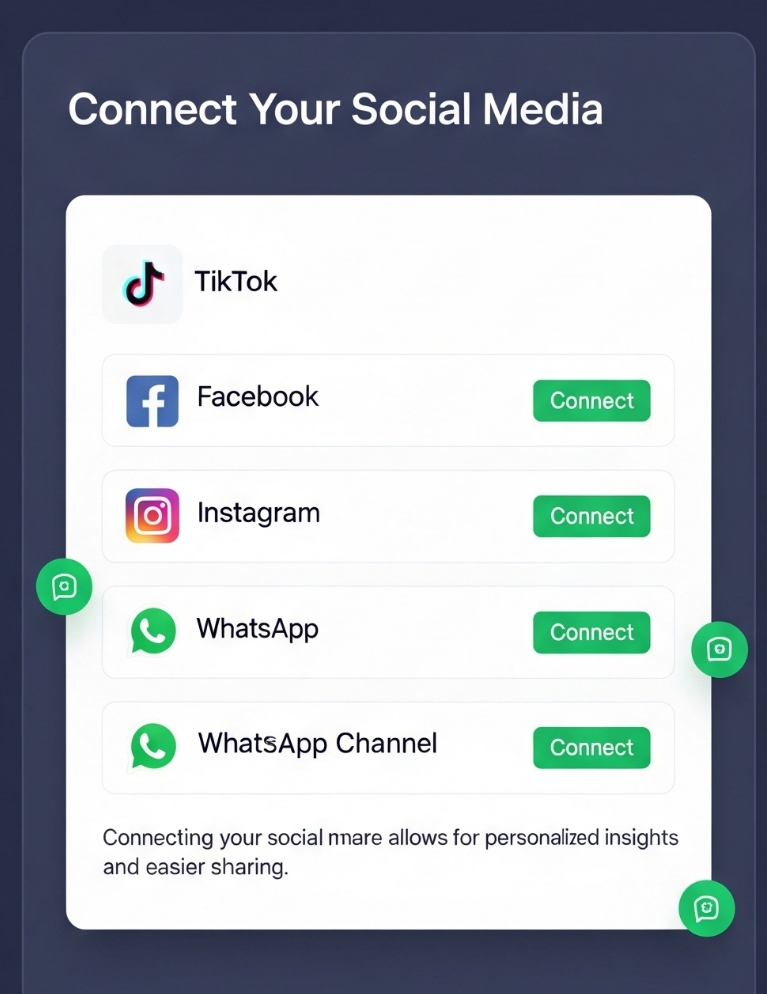 Connect Your Social Media
TikTok
Facebook
Connect
Instagram
Connect
WhatsApp
Connect
WhatsApp Channel
Connect
Connecting your social mnare allows for personalized insights
and easier sharing.